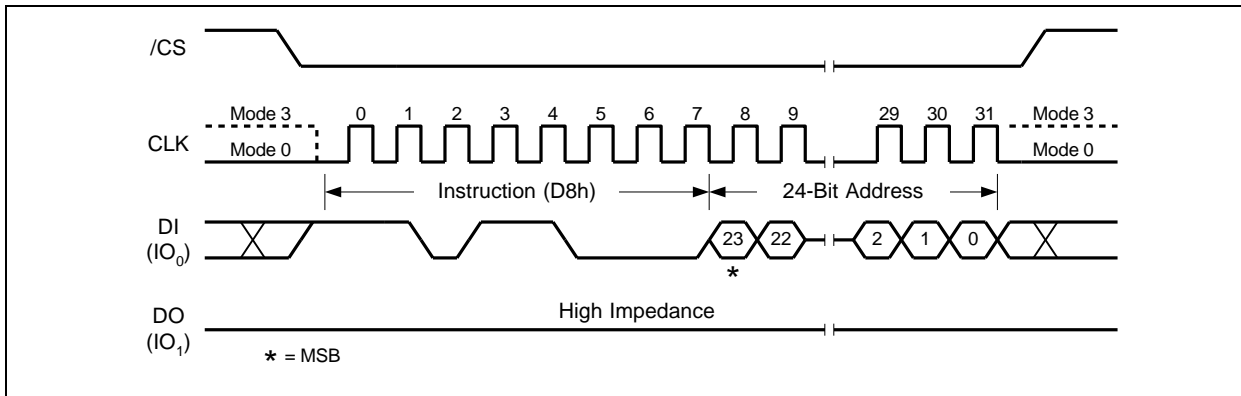 /CS
Mode 3 0 1 2 3 4 5 6 7 8 9 29 30 31 Mode 3
CLK
Mode 0 Mode 0
Instruction (D8h) 24-Bit Address
DI
(IO0)
23 22 2 1 0
*
High Impedance
DO
(IO1)
* = MSB